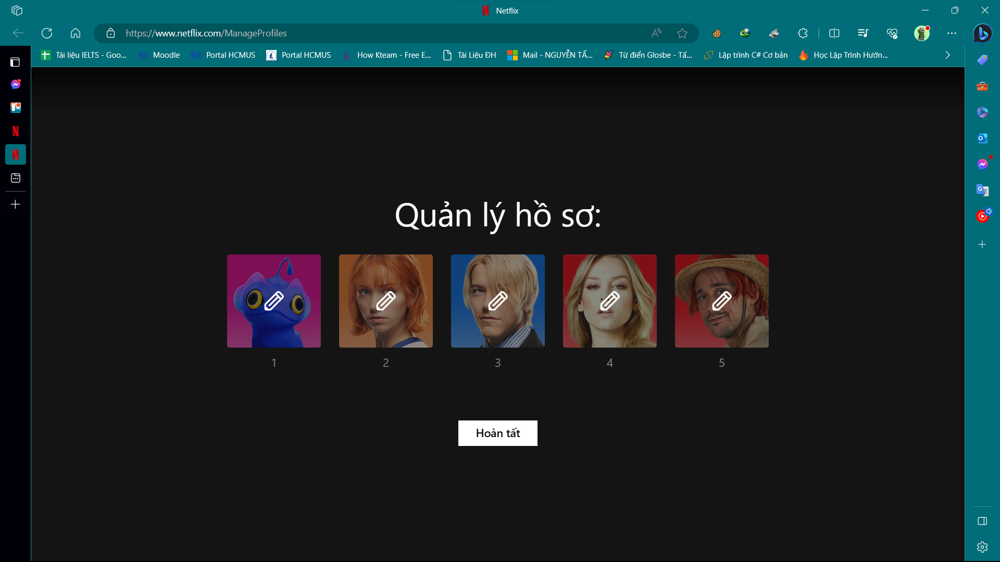 Netflix
https://www.netflix.com/ManageProfiles
Tài liệu IELTS - Goo... fit Moodle fit Portal HCMUS Portal HCMUS How Kteam - Free E... Tài Liệu ĐH Mail - NGUYỄN TẤ... Từ điển Glosbe - Tấ... Lập trình C# Cơ bản Học Lập Trình Hướn...
Quản lý hồ sơ:
1 2 3 4 5
Hoàn tất